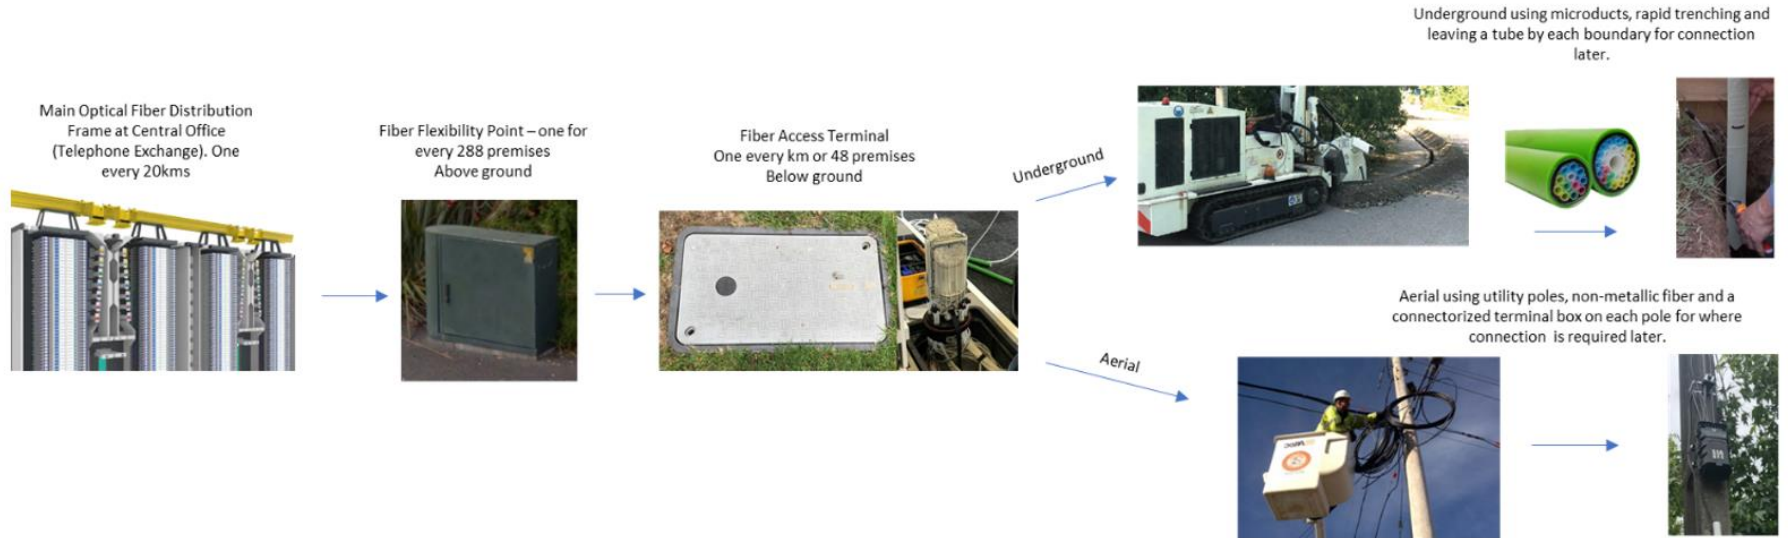 Main Optical Fiber Distribution
Frame at Central Office
(Telephone Exchange). One
every 20kms
Fiber Flexibility Point – one for
every 288 premises
Above ground
Fiber Access Terminal
One every km or 48 premises
Below ground
Underground
Underground using microducts, rapid trenching and
leaving a tube by each boundary for connection
later.
Aerial
Aerial using utility poles, non-metallic fiber and a
connectorized terminal box on each pole for where
connection is required later.